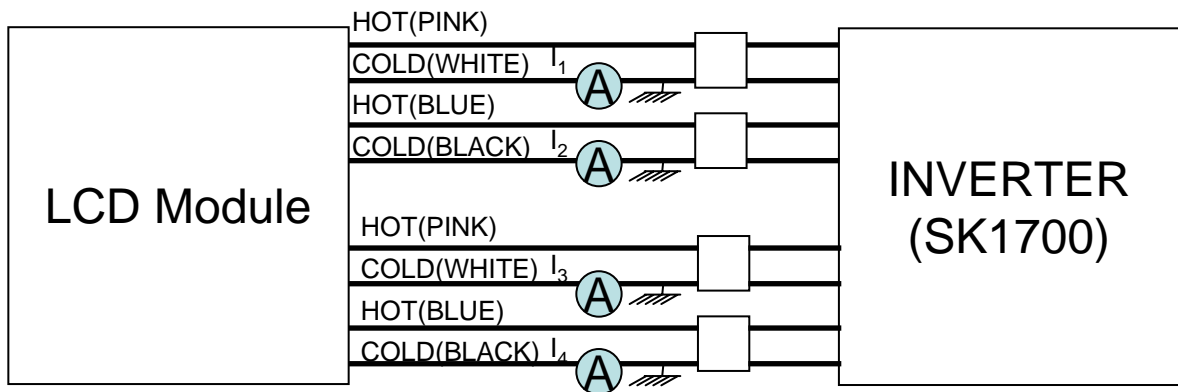 HOT(PINK)
COLD(WHITE) I₁
A
HOT(BLUE)
COLD(BLACK) I₂
A
LCD Module
INVERTER
(SK1700)
HOT(PINK)
COLD(WHITE) I₃
A
HOT(BLUE)
COLD(BLACK) I₄
A